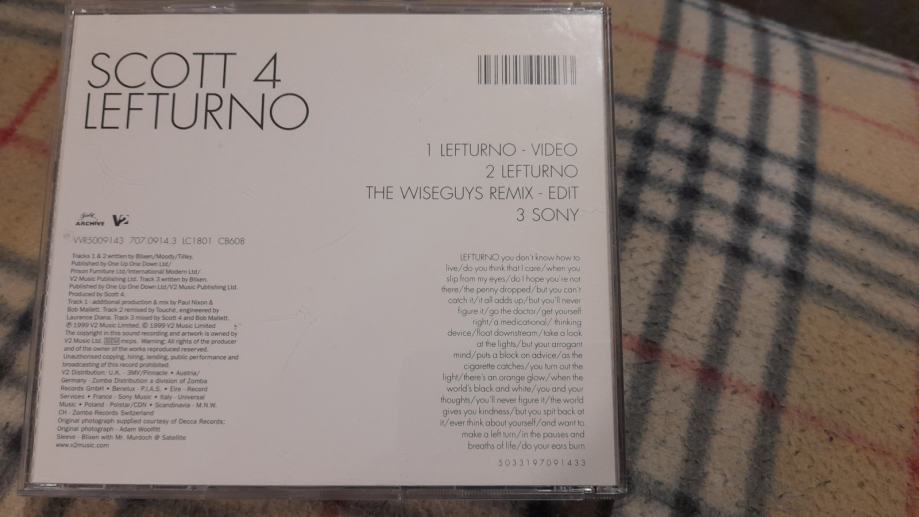 SCOTT 4
LEFTURNO
1 LEFTURNO - VIDEO
2 LEFTURNO
THE WISEGUYS REMIX - EDIT
3 SONY
ARCHIVE V2
VVR5009143 707.0914.3 LC1801 CB608
Tracks 1 & 2 written by Blixen/Moody/Tilley.
Published by One Up One Down Ltd/
Prison Furniture Ltd/International Modern Ltd/
V2 Music Publishing Ltd. Track 3 written by Blixen.
Published by One Up One Down Ltd/V2 Music Publishing Ltd.
Produced by Scott 4.
Track 1 additional production & mix by Paul Nixon &
Bob Mallett. Track 2 remixed by Touché, engineered by
Laurence Diana. Track 3 mixed by Scott 4 and Bob Mallett.
℗ 1999 V2 Music Limited, © 1999 V2 Music Limited
The copyright in this sound recording and artwork is owned by
V2 Music Ltd. BIEM mcps. Warning: All rights of the producer
and of the owner of the works reproduced reserved.
Unauthorised copying, hiring, lending, public performance and
broadcasting of this record prohibited.
V2 Distribution: U.K. - 3MV/Pinnacle • Austria/
Germany - Zomba Distribution a division of Zomba
Records GmbH • Benelux - P.I.A.S. • Eire - Record
Services • France - Sony Music • Italy - Universal
Music • Poland - Polstar/CDN • Scandinavia - M.N.W.
CH - Zomba Records Switzerland
Original photograph supplied courtesy of Decca Records;
Original photograph - Adam Woolfitt
Sleeve - Blixen with Mr. Murdoch @ Satellite
www.v2music.com
LEFTURNO you don't know how to
live/do you think that I care/when you
slip from my eyes/do I hope you're not
there/the penny dropped/but you can't
catch it/it all adds up/but you'll never
figure it/go the doctor/get yourself
right/a medicational/ thinking
device/float downstream/take a look
at the lights/but your arrogant
mind/puts a block on advice/as the
cigarette catches/you turn out the
light/there's an orange glow/when the
world's black and white/you and your
thoughts/you'll never figure it/the world
gives you kindness/but you spit back at
it/ever think about yourself/and want to
make a left turn/in the pauses and
breaths of life/do your ears burn
5033197091433